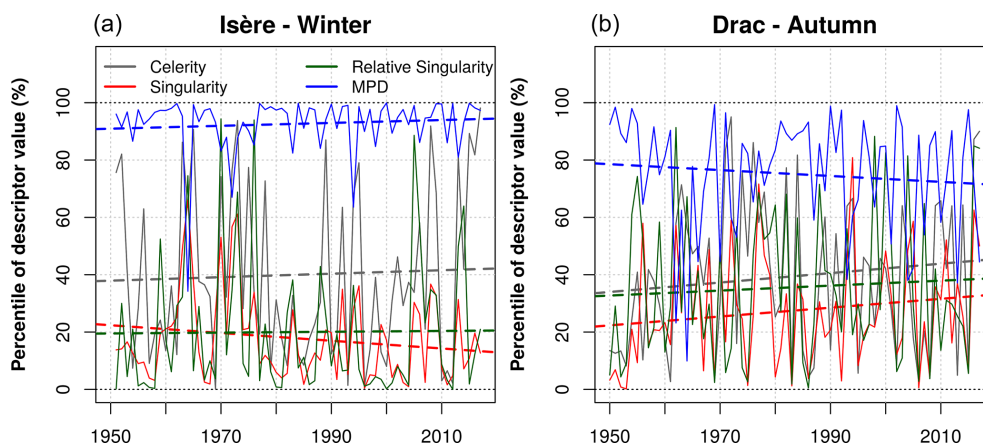 (a) Isère - Winter
Percentile of descriptor value (%)
Celerity
Singularity
Relative Singularity
MPD
100
80
60
40
20
0
1950 1970 1990 2010
(b) Drac - Autumn
Percentile of descriptor value (%)
100
80
60
40
20
0
1950 1970 1990 2010